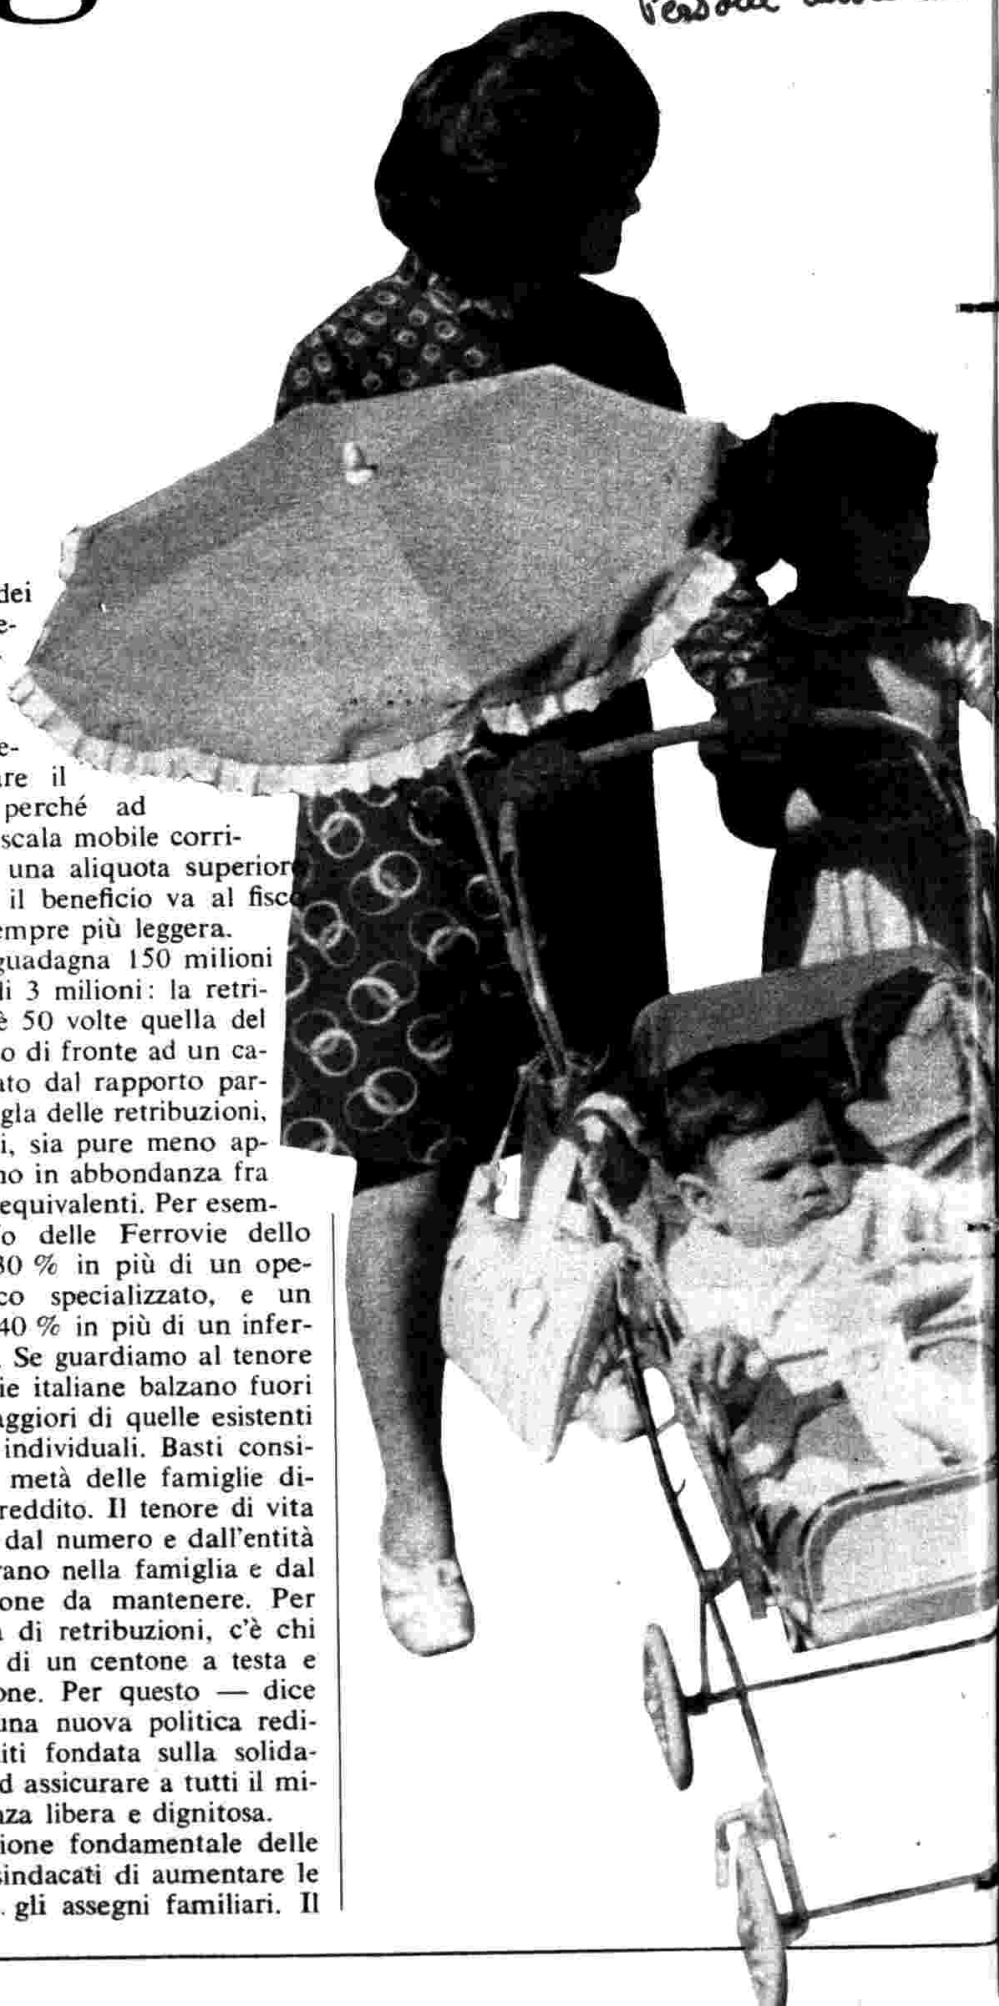 dei
e-
e-
re il
perché ad
scala mobile corri-
una aliquota superiore
il beneficio va al fisco
empre più leggera.
guadagna 150 milioni
li 3 milioni: la retri-
è 50 volte quella del
o di fronte ad un ca-
ato dal rapporto par-
gla delle retribuzioni,
i, sia pure meno ap-
no in abbondanza fra
equivalenti. Per esem-
o delle Ferrovie dello
30 % in più di un ope-
co specializzato, e un
40 % in più di un infer-
. Se guardiamo al tenore
ie italiane balzano fuori
aggiori di quelle esistenti
individuali. Basti consi-
metà delle famiglie di-
reddito. Il tenore di vita
dal numero e dall'entità
rano nella famiglia e dal
one da mantenere. Per
di retribuzioni, c'è chi
di un centone a testa e
one. Per questo — dice
una nuova politica redi-
iti fondata sulla solida-
d assicurare a tutti il mi-
nza libera e dignitosa.
ione fondamentale delle
sindacati di aumentare le
. gli assegni familiari. Il